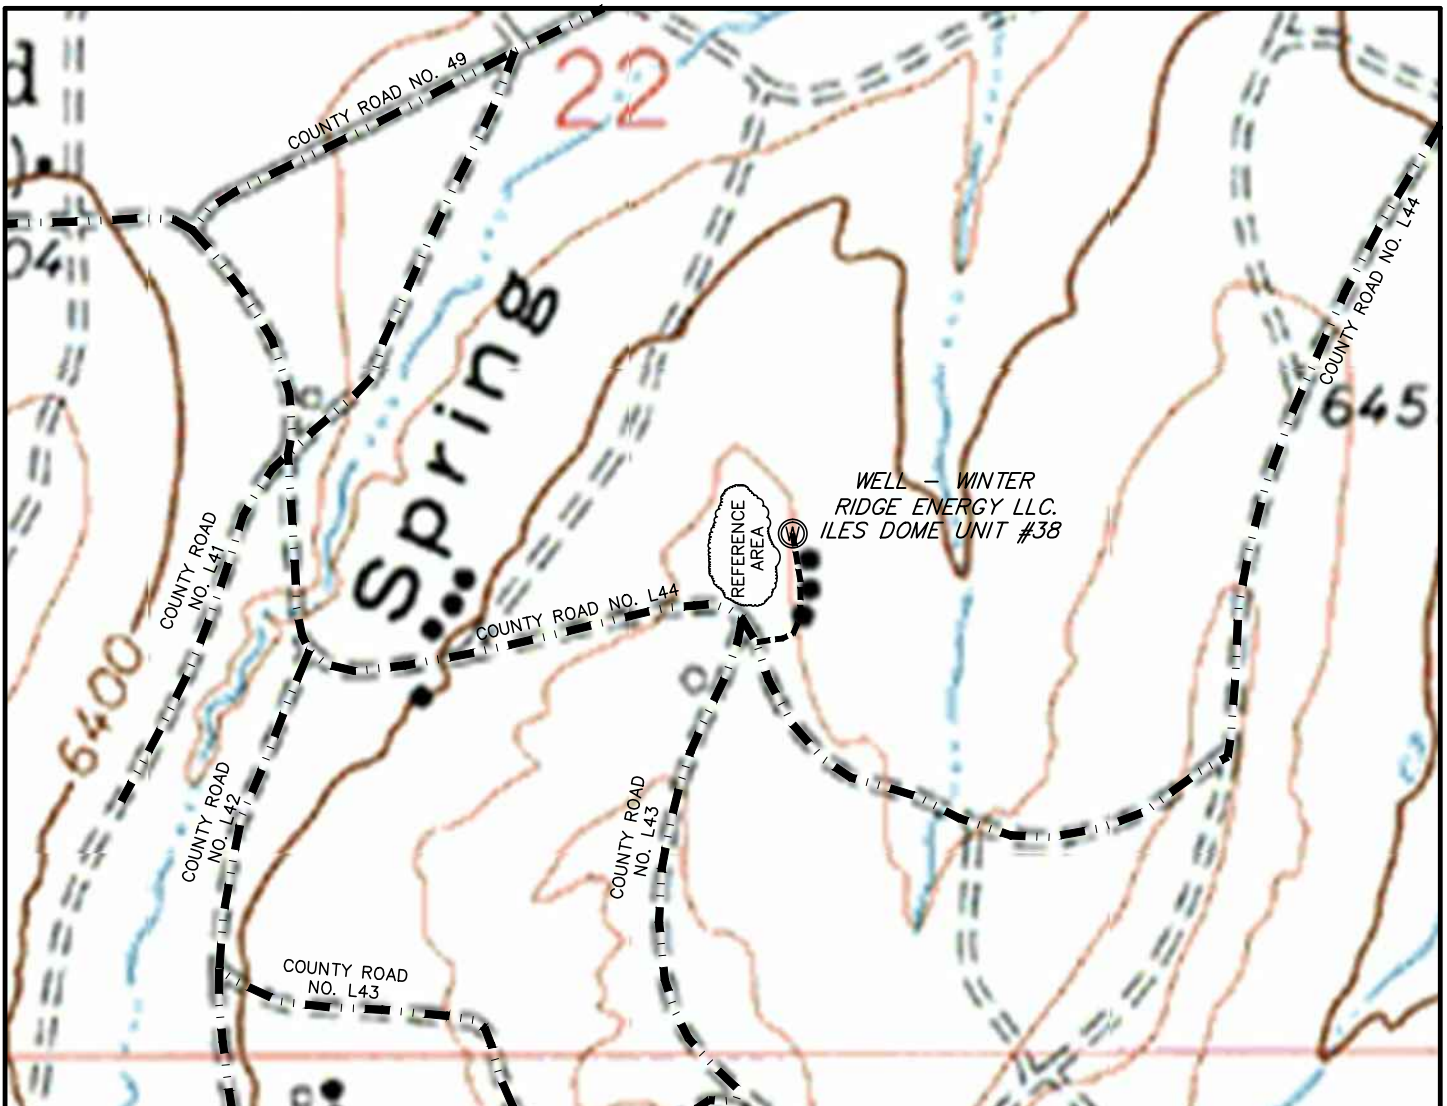 d
COUNTY ROAD NO. 49
22
).
04
COUNTY ROAD NO. L44
645
Spring
WELL – WINTER
RIDGE ENERGY LLC.
ILES DOME UNIT #38
W
REFERENCE
AREA
COUNTY ROAD
NO. L41
COUNTY ROAD NO. L44
6400
COUNTY ROAD
NO. L42
COUNTY ROAD
NO. L43
COUNTY ROAD
NO. L43